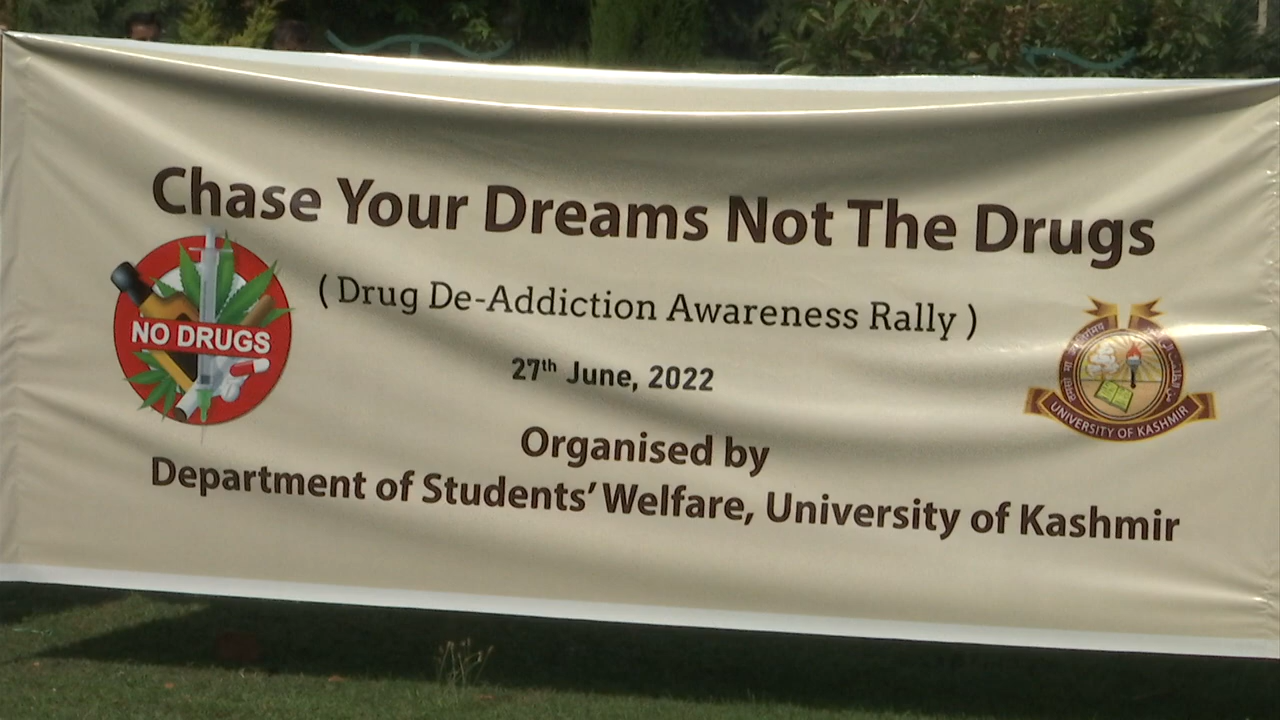 Chase Your Dreams Not The Drugs
( Drug De-Addiction Awareness Rally )
NO DRUGS
27th June, 2022
UNIVERSITY OF KASHMIR
Organised by
Department of Students' Welfare, University of Kashmir